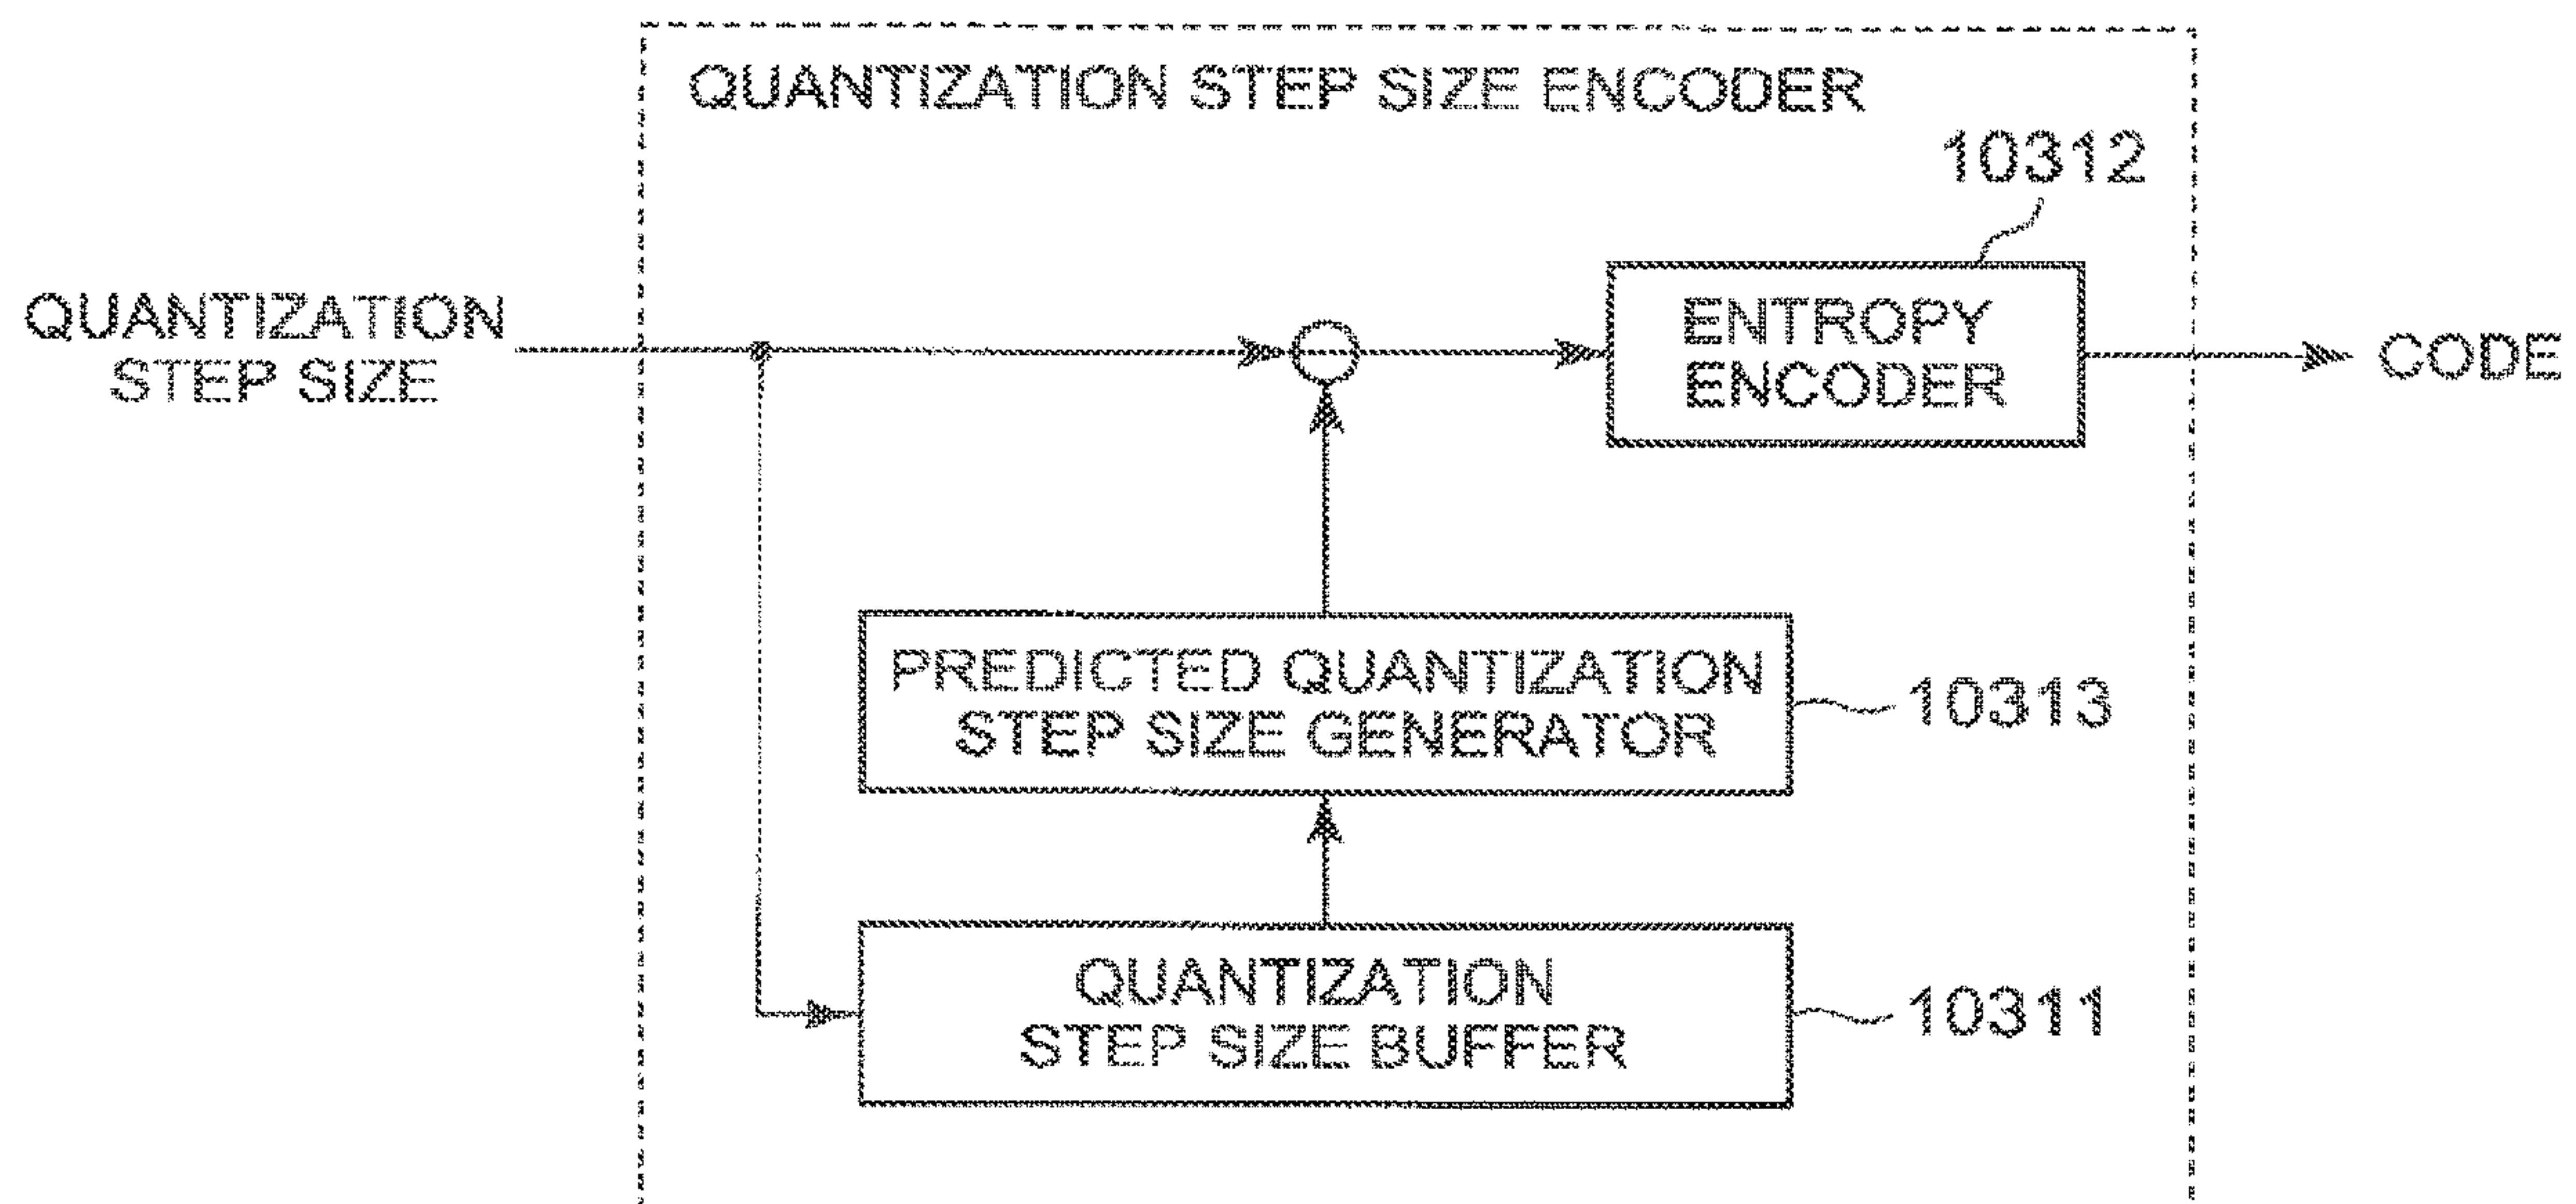 QUANTIZATION STEP SIZE ENCODER
10312
QUANTIZATION
STEP SIZE
ENTROPY
ENCODER
CODE
PREDICTED QUANTIZATION
STEP SIZE GENERATOR
10313
QUANTIZATION
STEP SIZE BUFFER
10311